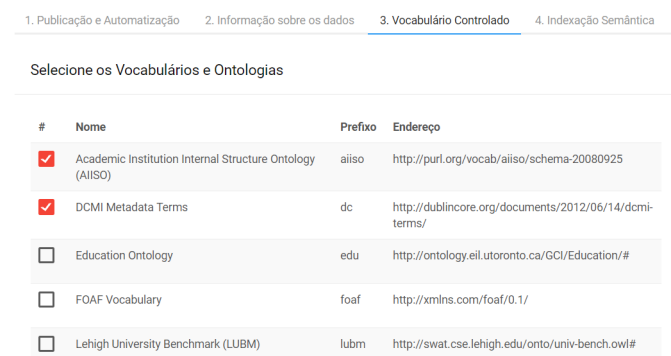 1. Publicação e Automatização 2. Informação sobre os dados 3. Vocabulário Controlado 4. Indexação Semântica
Selecione os Vocabulários e Ontologias
# Nome Prefixo Endereço
Academic Institution Internal Structure Ontology aiiso http://purl.org/vocab/aiiso/schema-20080925
(AIISO)
DCMI Metadata Terms dc http://dublincore.org/documents/2012/06/14/dcmi-
terms/
Education Ontology edu http://ontology.eil.utoronto.ca/GCI/Education/#
FOAF Vocabulary foaf http://xmlns.com/foaf/0.1/
Lehigh University Benchmark (LUBM) lubm http://swat.cse.lehigh.edu/onto/univ-bench.owl#